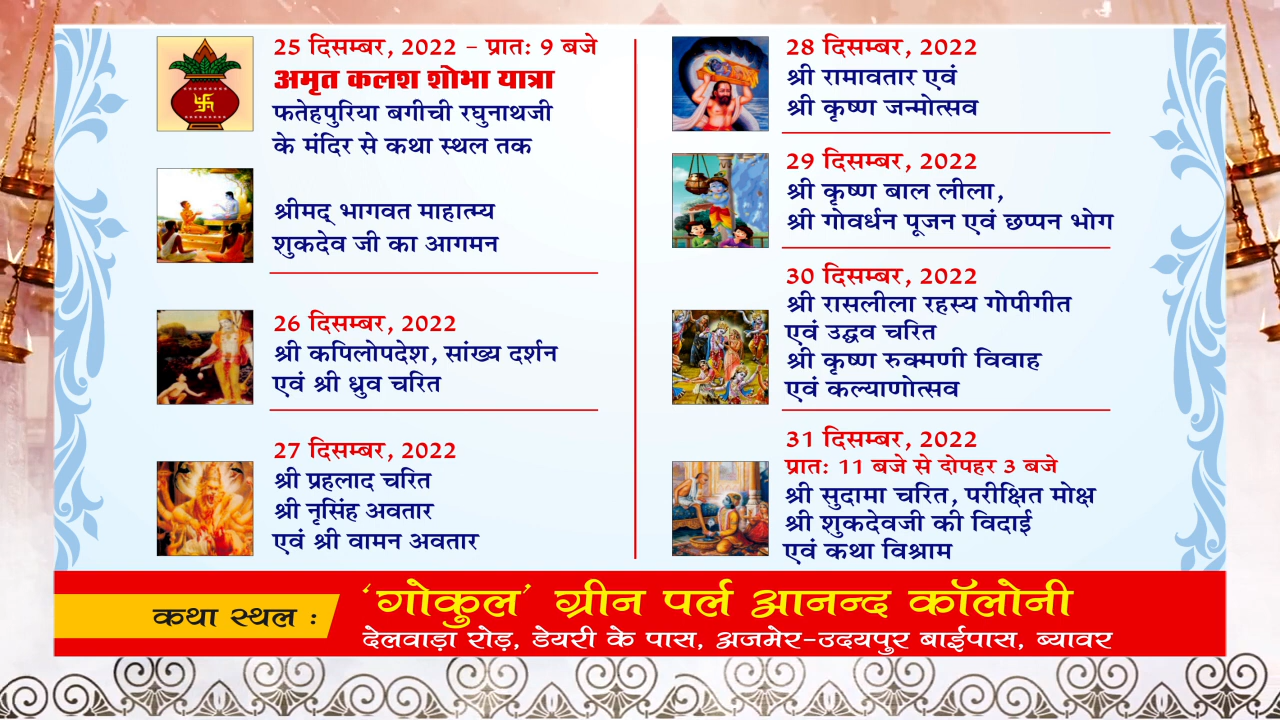 25 दिसम्बर, 2022 - प्रातः 9 बजे
अमृत कलश शोभा यात्रा
फतेहपुरिया बगीची रघुनाथजी
के मंदिर से कथा स्थल तक
श्रीमद् भागवत माहात्म्य
शुकदेव जी का आगमन
26 दिसम्बर, 2022
श्री कपिलोपदेश, सांख्य दर्शन
एवं श्री ध्रुव चरित
27 दिसम्बर, 2022
श्री प्रहलाद चरित
श्री नृसिंह अवतार
एवं श्री वामन अवतार
28 दिसम्बर, 2022
श्री रामावतार एवं
श्री कृष्ण जन्मोत्सव
29 दिसम्बर, 2022
श्री कृष्ण बाल लीला,
श्री गोवर्धन पूजन एवं छप्पन भोग
30 दिसम्बर, 2022
श्री रासलीला रहस्य गोपीगीत
एवं उद्धव चरित
श्री कृष्ण रुक्मणी विवाह
एवं कल्याणोत्सव
31 दिसम्बर, 2022
प्रातः 11 बजे से दोपहर 3 बजे
श्री सुदामा चरित, परीक्षित मोक्ष
श्री शुकदेवजी की विदाई
एवं कथा विश्राम
कथा स्थल :
‘गोकुल’ ग्रीन पर्ल आनन्द कॉलोनी
देलवाड़ा रोड़, डेयरी के पास, अजमेर-उदयपुर बाईपास, ब्यावर